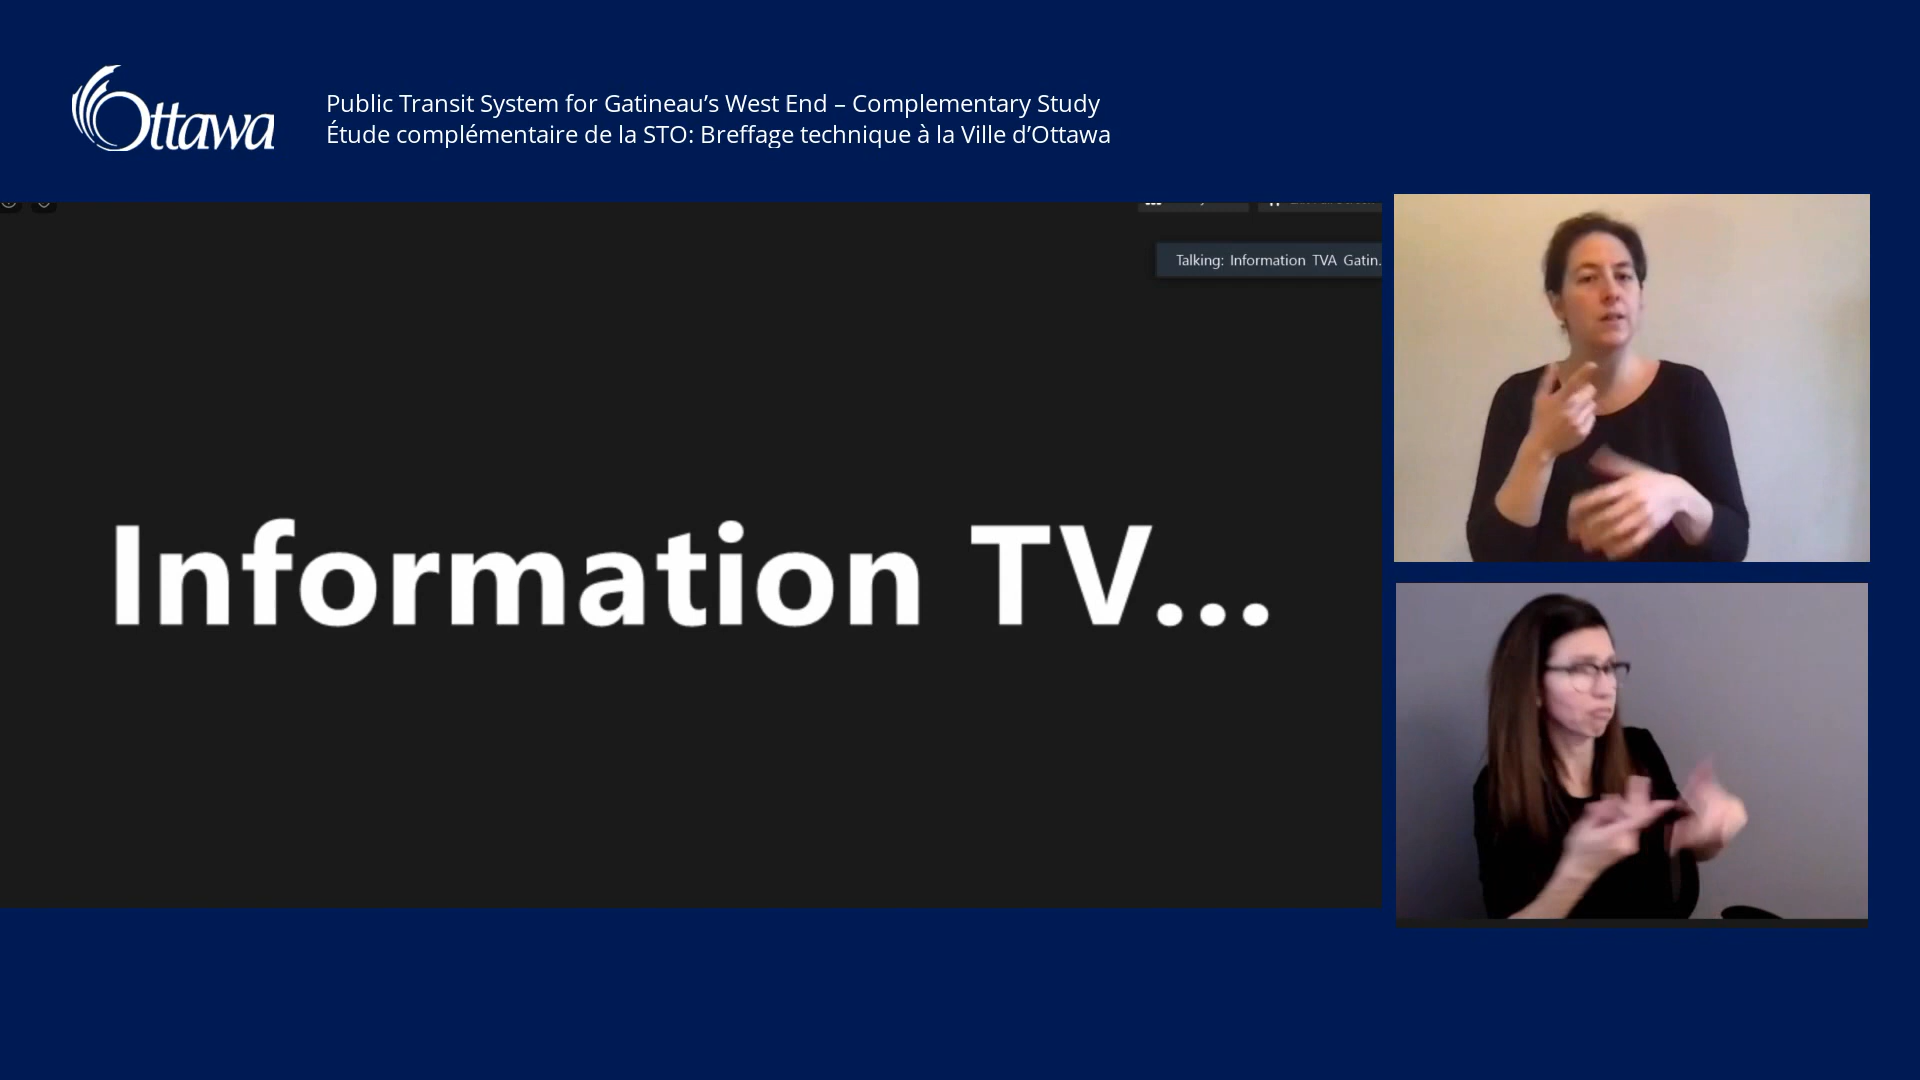 Ottawa
Public Transit System for Gatineau’s West End – Complementary Study
Étude complémentaire de la STO: Breffage technique à la Ville d’Ottawa
Talking: Information TVA Gatin.
Information TV...